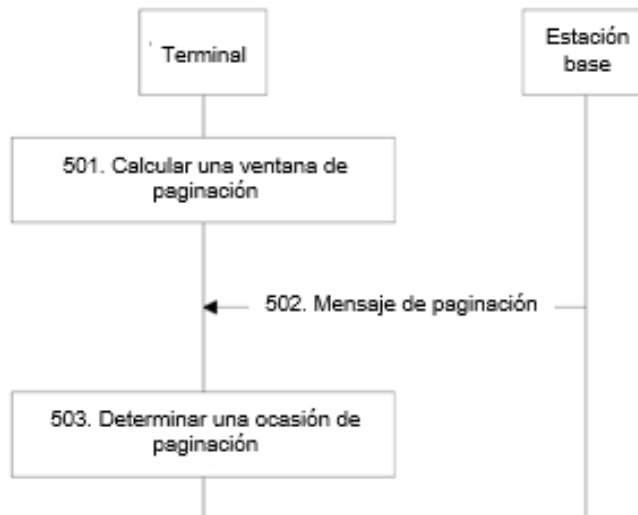 Terminal
Estación
base
501. Calcular una ventana de
paginación
502. Mensaje de paginación
503. Determinar una ocasión de
paginación